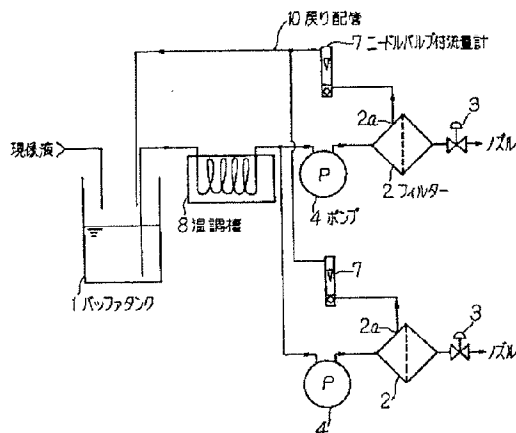 10 戻り配管
7 ニードルバルブ付流量計
2a
3
現像液
ノズル
P
2 フィルター
8 温調槽
4 ポンプ
1 バッファタンク
7
2a
3
ノズル
P
2
4